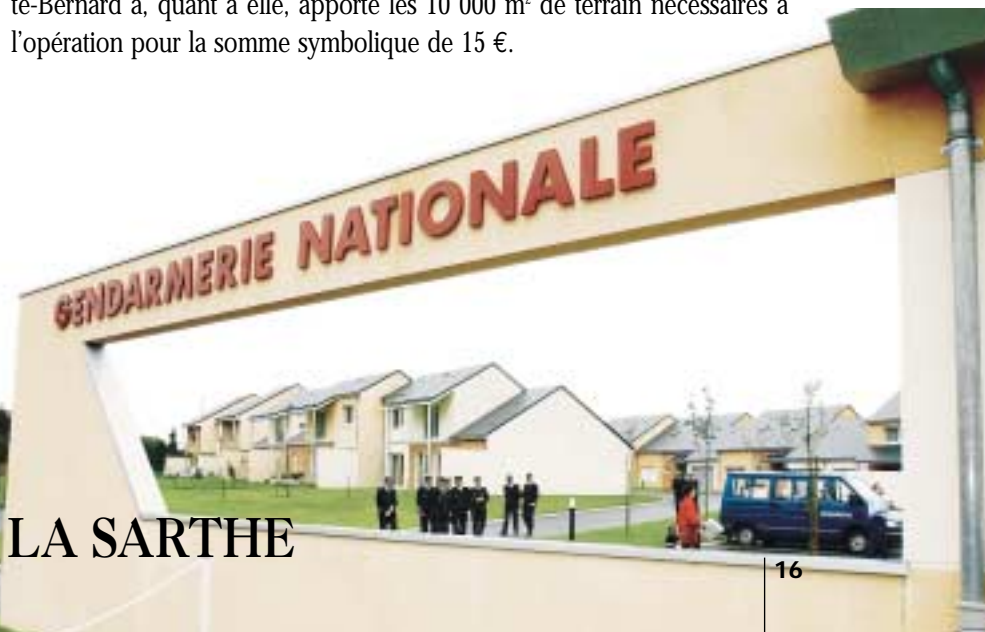 te-Bernard a, quant à elle, apporté les 10 000 m² de terrain nécessaires à
l'opération pour la somme symbolique de 15 €.
GENDARMERIE NATIONALE
LA SARTHE
16